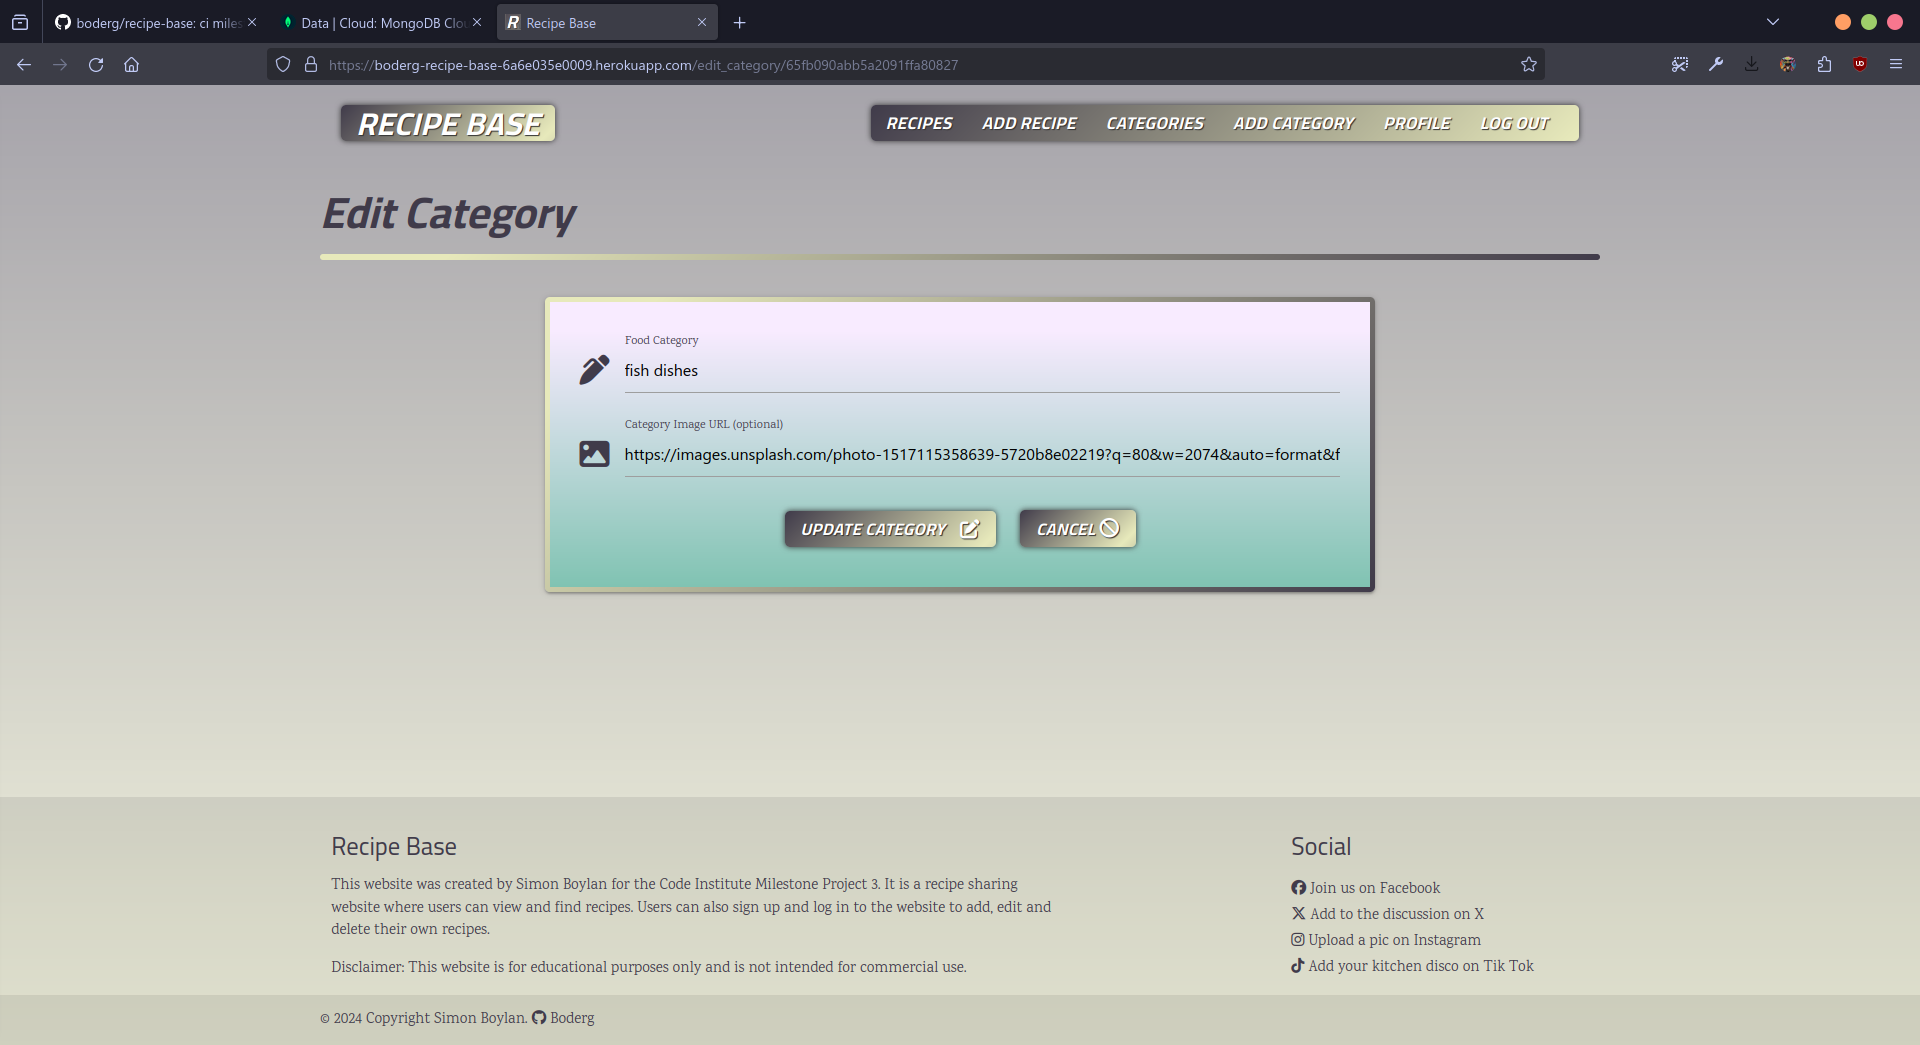 boderg/recipe-base: ci miles
Data | Cloud: MongoDB Clo
Recipe Base
https://boderg-recipe-base-6a6e035e0009.herokuapp.com/edit_category/65fb090abb5a2091ffa80827
RECIPE BASE
RECIPES ADD RECIPE CATEGORIES ADD CATEGORY PROFILE LOG OUT
Edit Category
Food Category
fish dishes
Category Image URL (optional)
https://images.unsplash.com/photo-1517115358639-5720b8e02219?q=80&w=2074&auto=format&f
UPDATE CATEGORY
CANCEL
Recipe Base
This website was created by Simon Boylan for the Code Institute Milestone Project 3. It is a recipe sharing
website where users can view and find recipes. Users can also sign up and log in to the website to add, edit and
delete their own recipes.
Disclaimer: This website is for educational purposes only and is not intended for commercial use.
Social
Join us on Facebook
Add to the discussion on X
Upload a pic on Instagram
Add your kitchen disco on Tik Tok
© 2024 Copyright Simon Boylan. Boderg